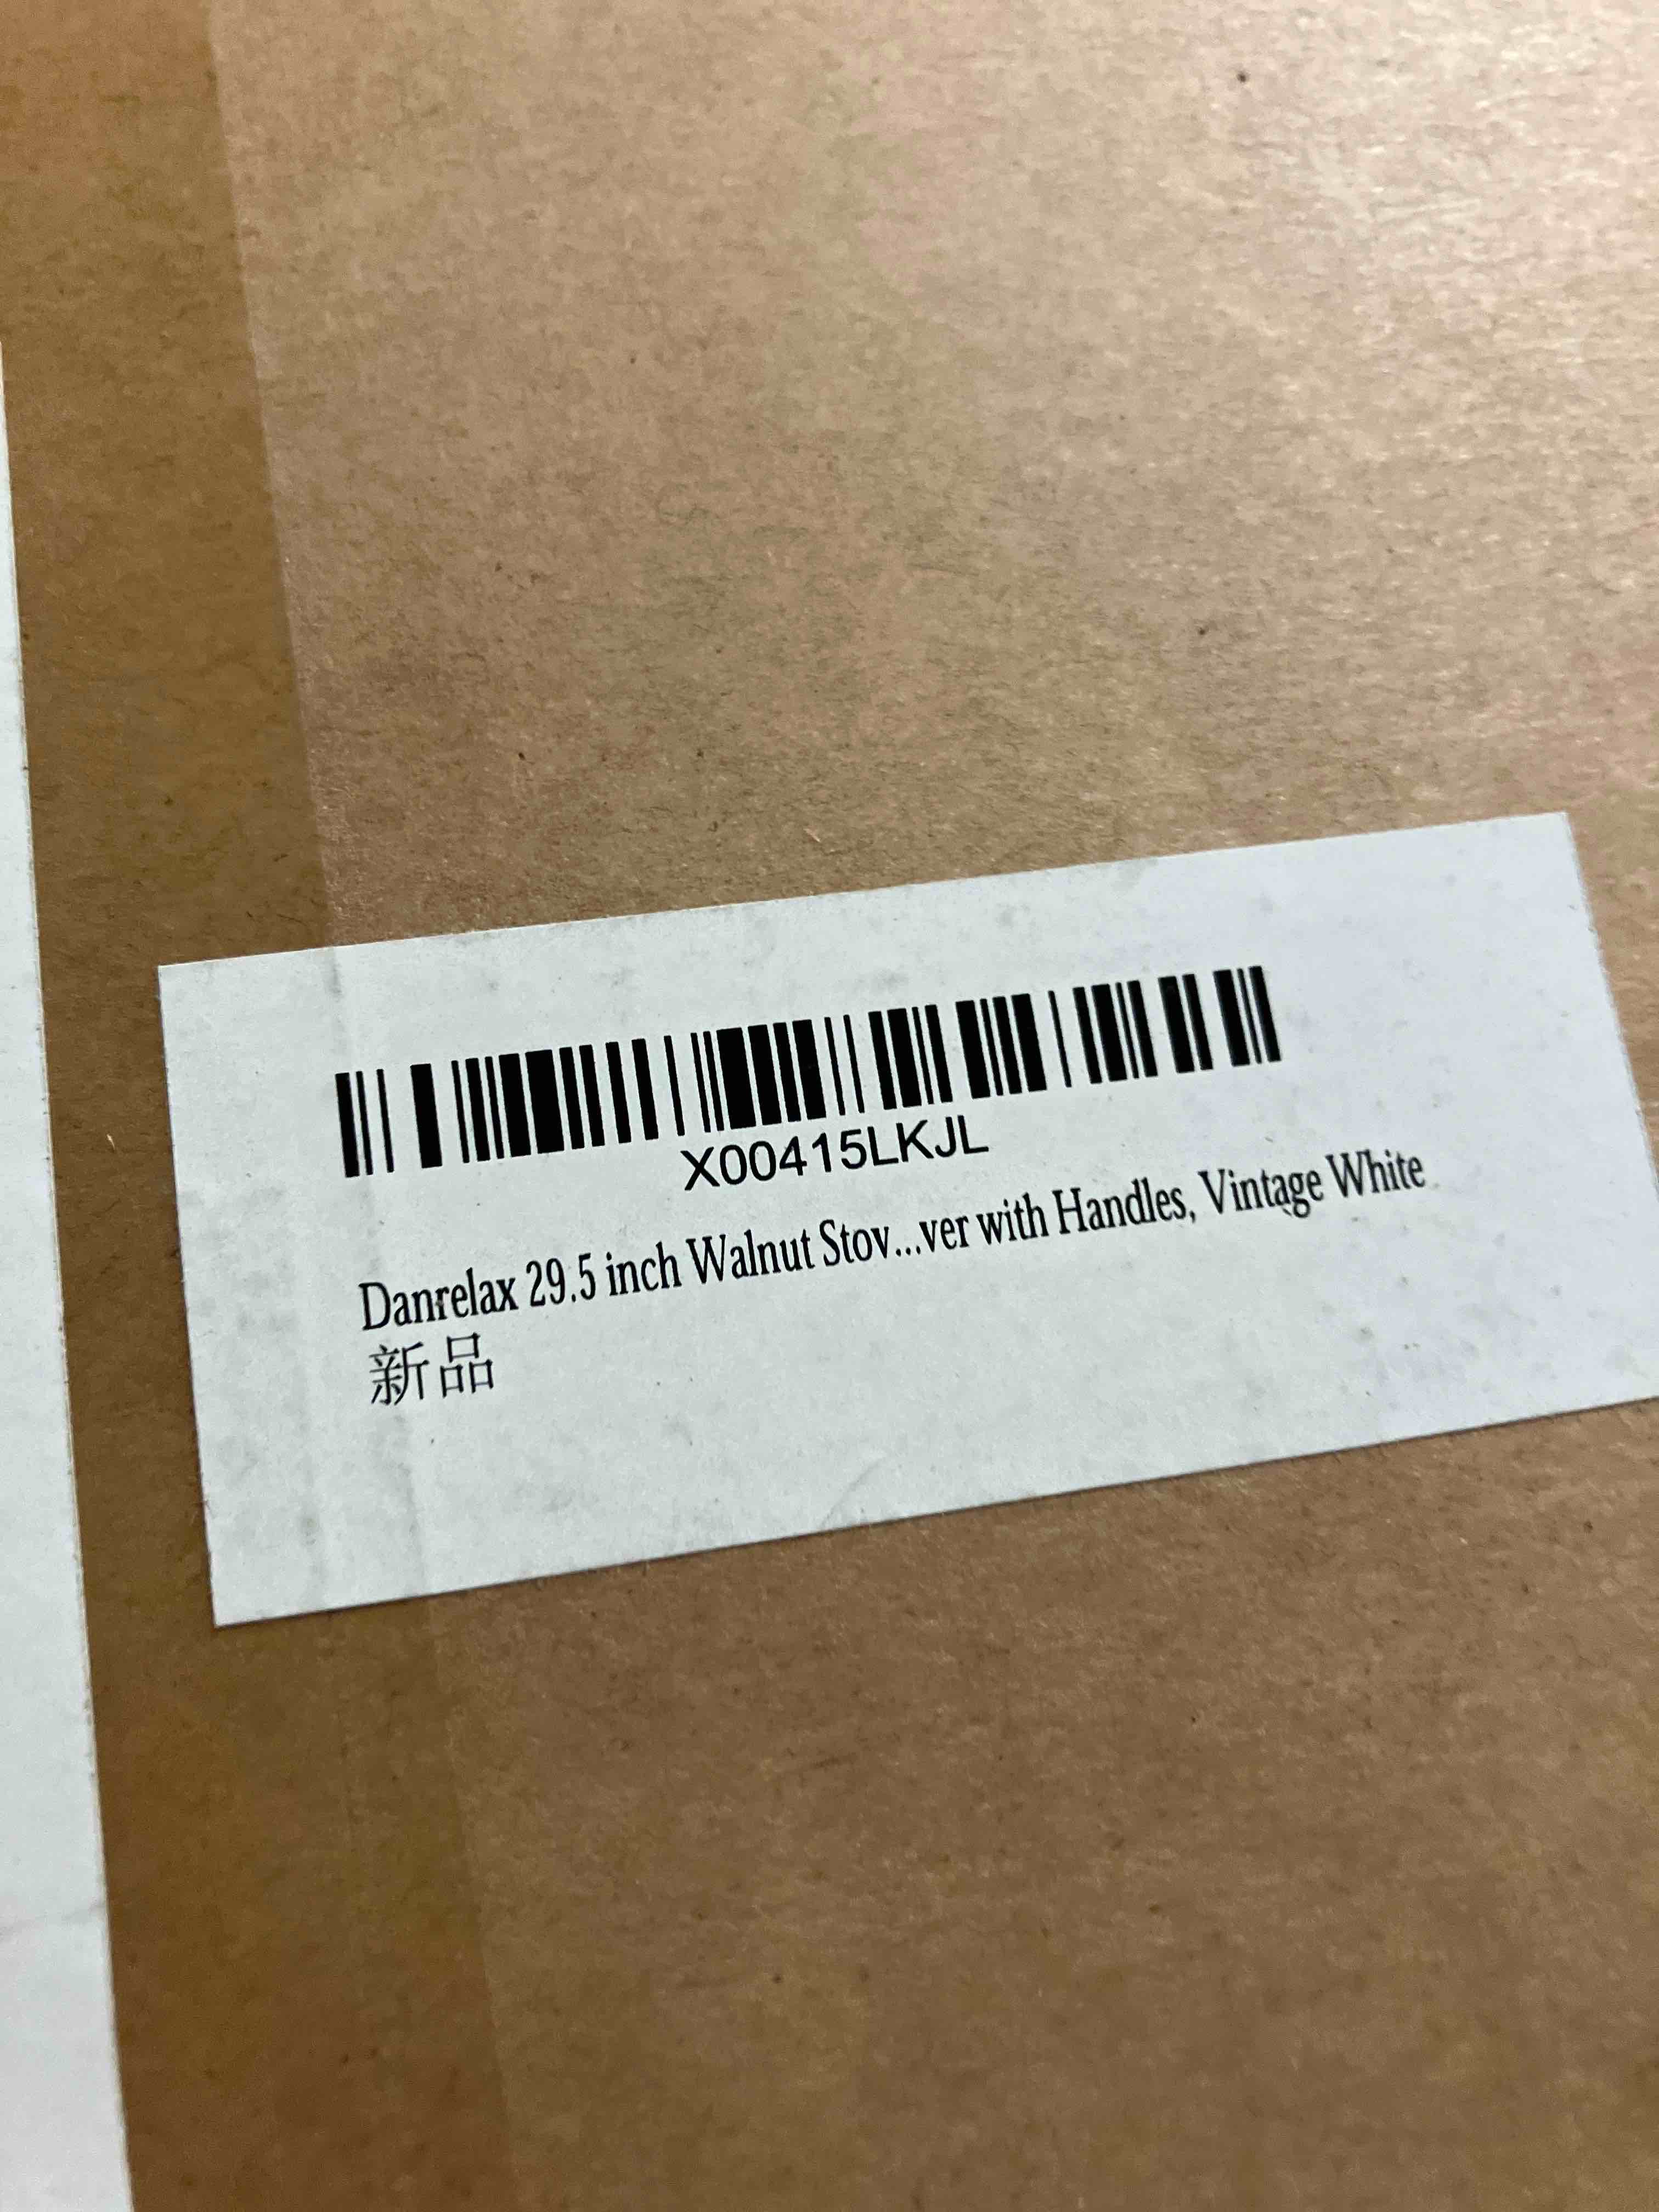 X00415LKJL
Danrelax 29.5 inch Walnut Stov...ver with Handles, Vintage White
新品